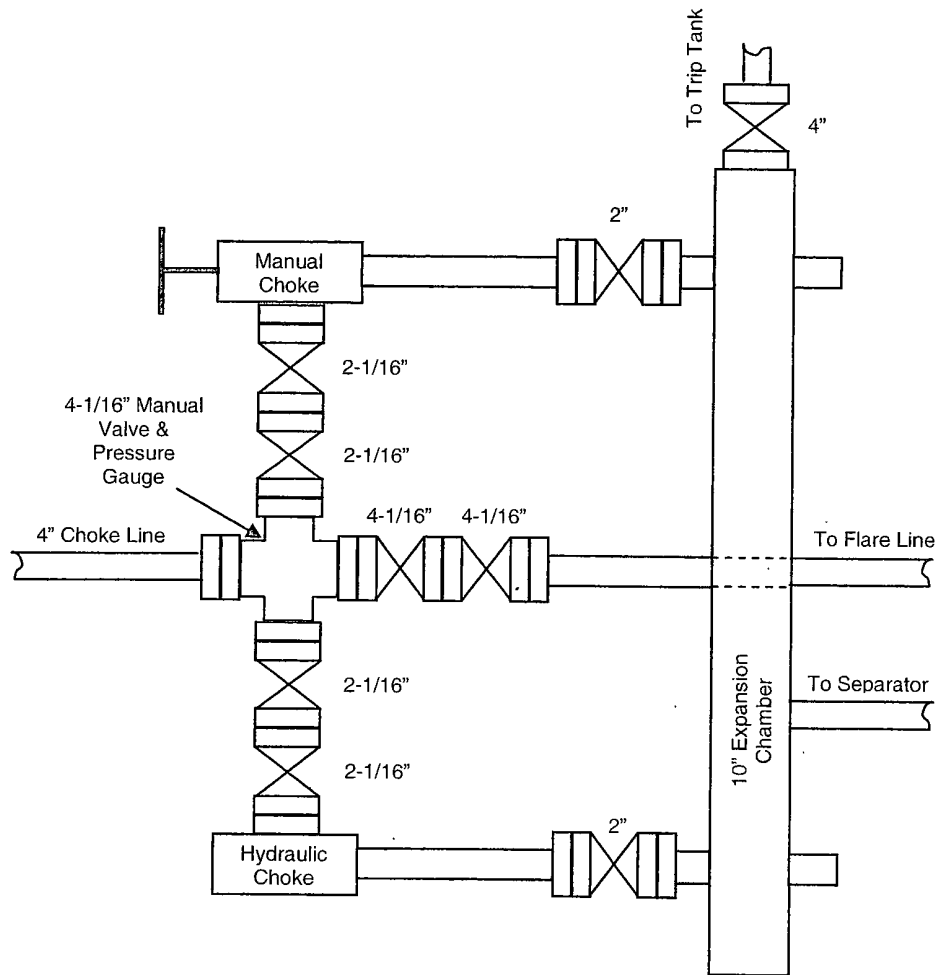 To Trip Tank
4"
2"
Manual
Choke
2-1/16"
4-1/16" Manual
Valve &
Pressure
Gauge
2-1/16"
4" Choke Line
4-1/16"
4-1/16"
To Flare Line
2-1/16"
To Separator
10" Expansion
Chamber
2-1/16"
2"
Hydraulic
Choke